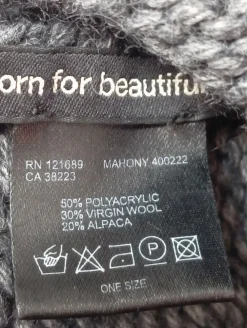 orn for beautifu
RN 121689 MAHONY 400222
CA 38223
50% POLYACRYLIC
30% VIRGIN WOOL
20% ALPACA
P
ONE SIZE